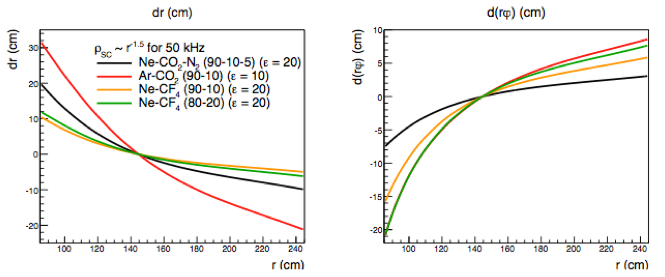 dr (cm)
dr (cm)
30
20
10
0
-10
-20
ρSC ~ r-1.5 for 50 kHz
Ne-CO2-N2 (90-10-5) (ε = 20)
Ar-CO2 (90-10) (ε = 10)
Ne-CF4 (90-10) (ε = 20)
Ne-CF4 (80-20) (ε = 20)
100 120 140 160 180 200 220 240
r (cm)
d(rφ) (cm)
d(rφ) (cm)
10
5
0
-5
-10
-15
-20
100 120 140 160 180 200 220 240
r (cm)